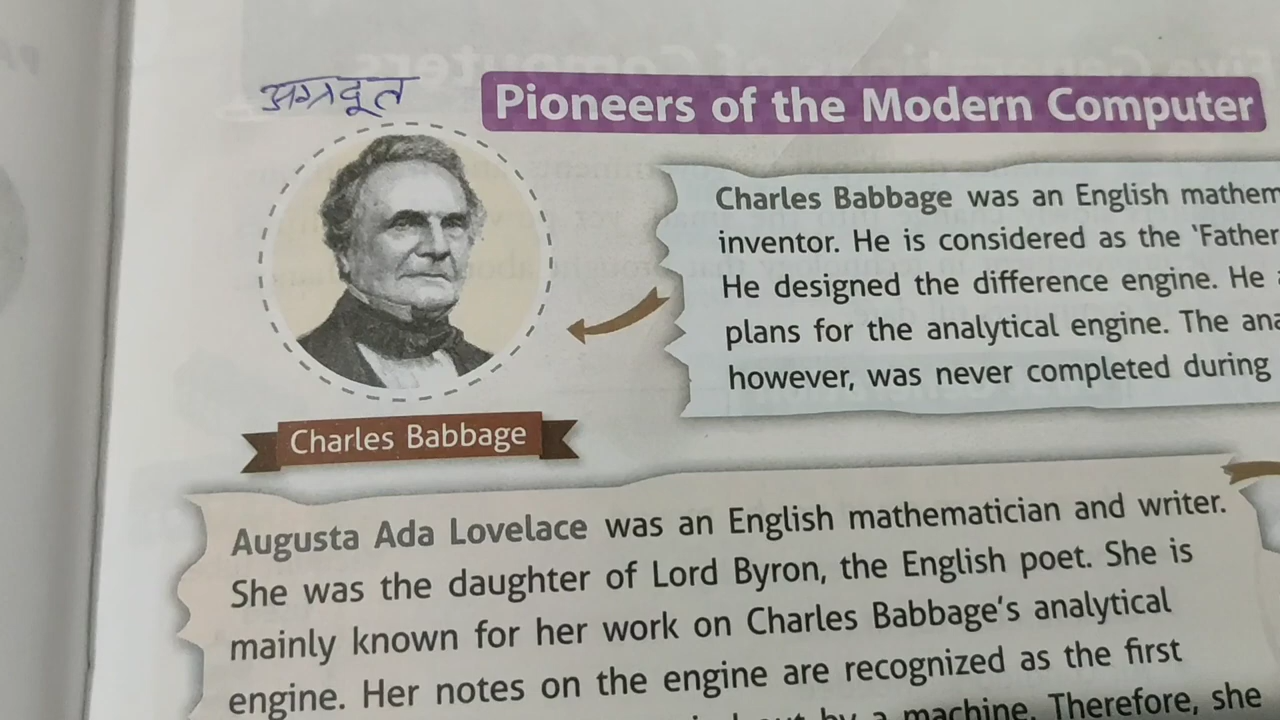 अग्रदूत
Pioneers of the Modern Computer
Charles Babbage was an English
inventor. He is considered as the 'Father
He designed the difference engine. He
plans for the analytical engine. The
however, was never completed during
Charles Babbage
Augusta Ada Lovelace was an English mathematician and writer.
She was the daughter of Lord Byron, the English poet. She is
mainly known for her work on Charles Babbage's analytical
engine. Her notes on the engine are recognized as the first
by a machine. Therefore, she